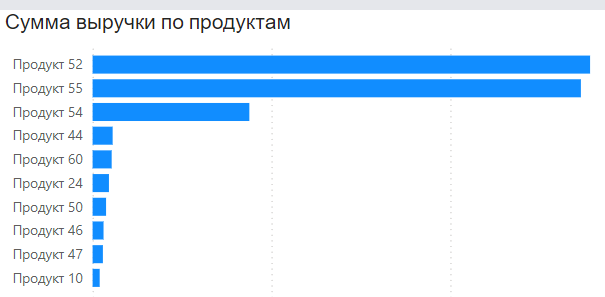 Сумма выручки по продуктам
Продукт 52
Продукт 55
Продукт 54
Продукт 44
Продукт 60
Продукт 24
Продукт 50
Продукт 46
Продукт 47
Продукт 10